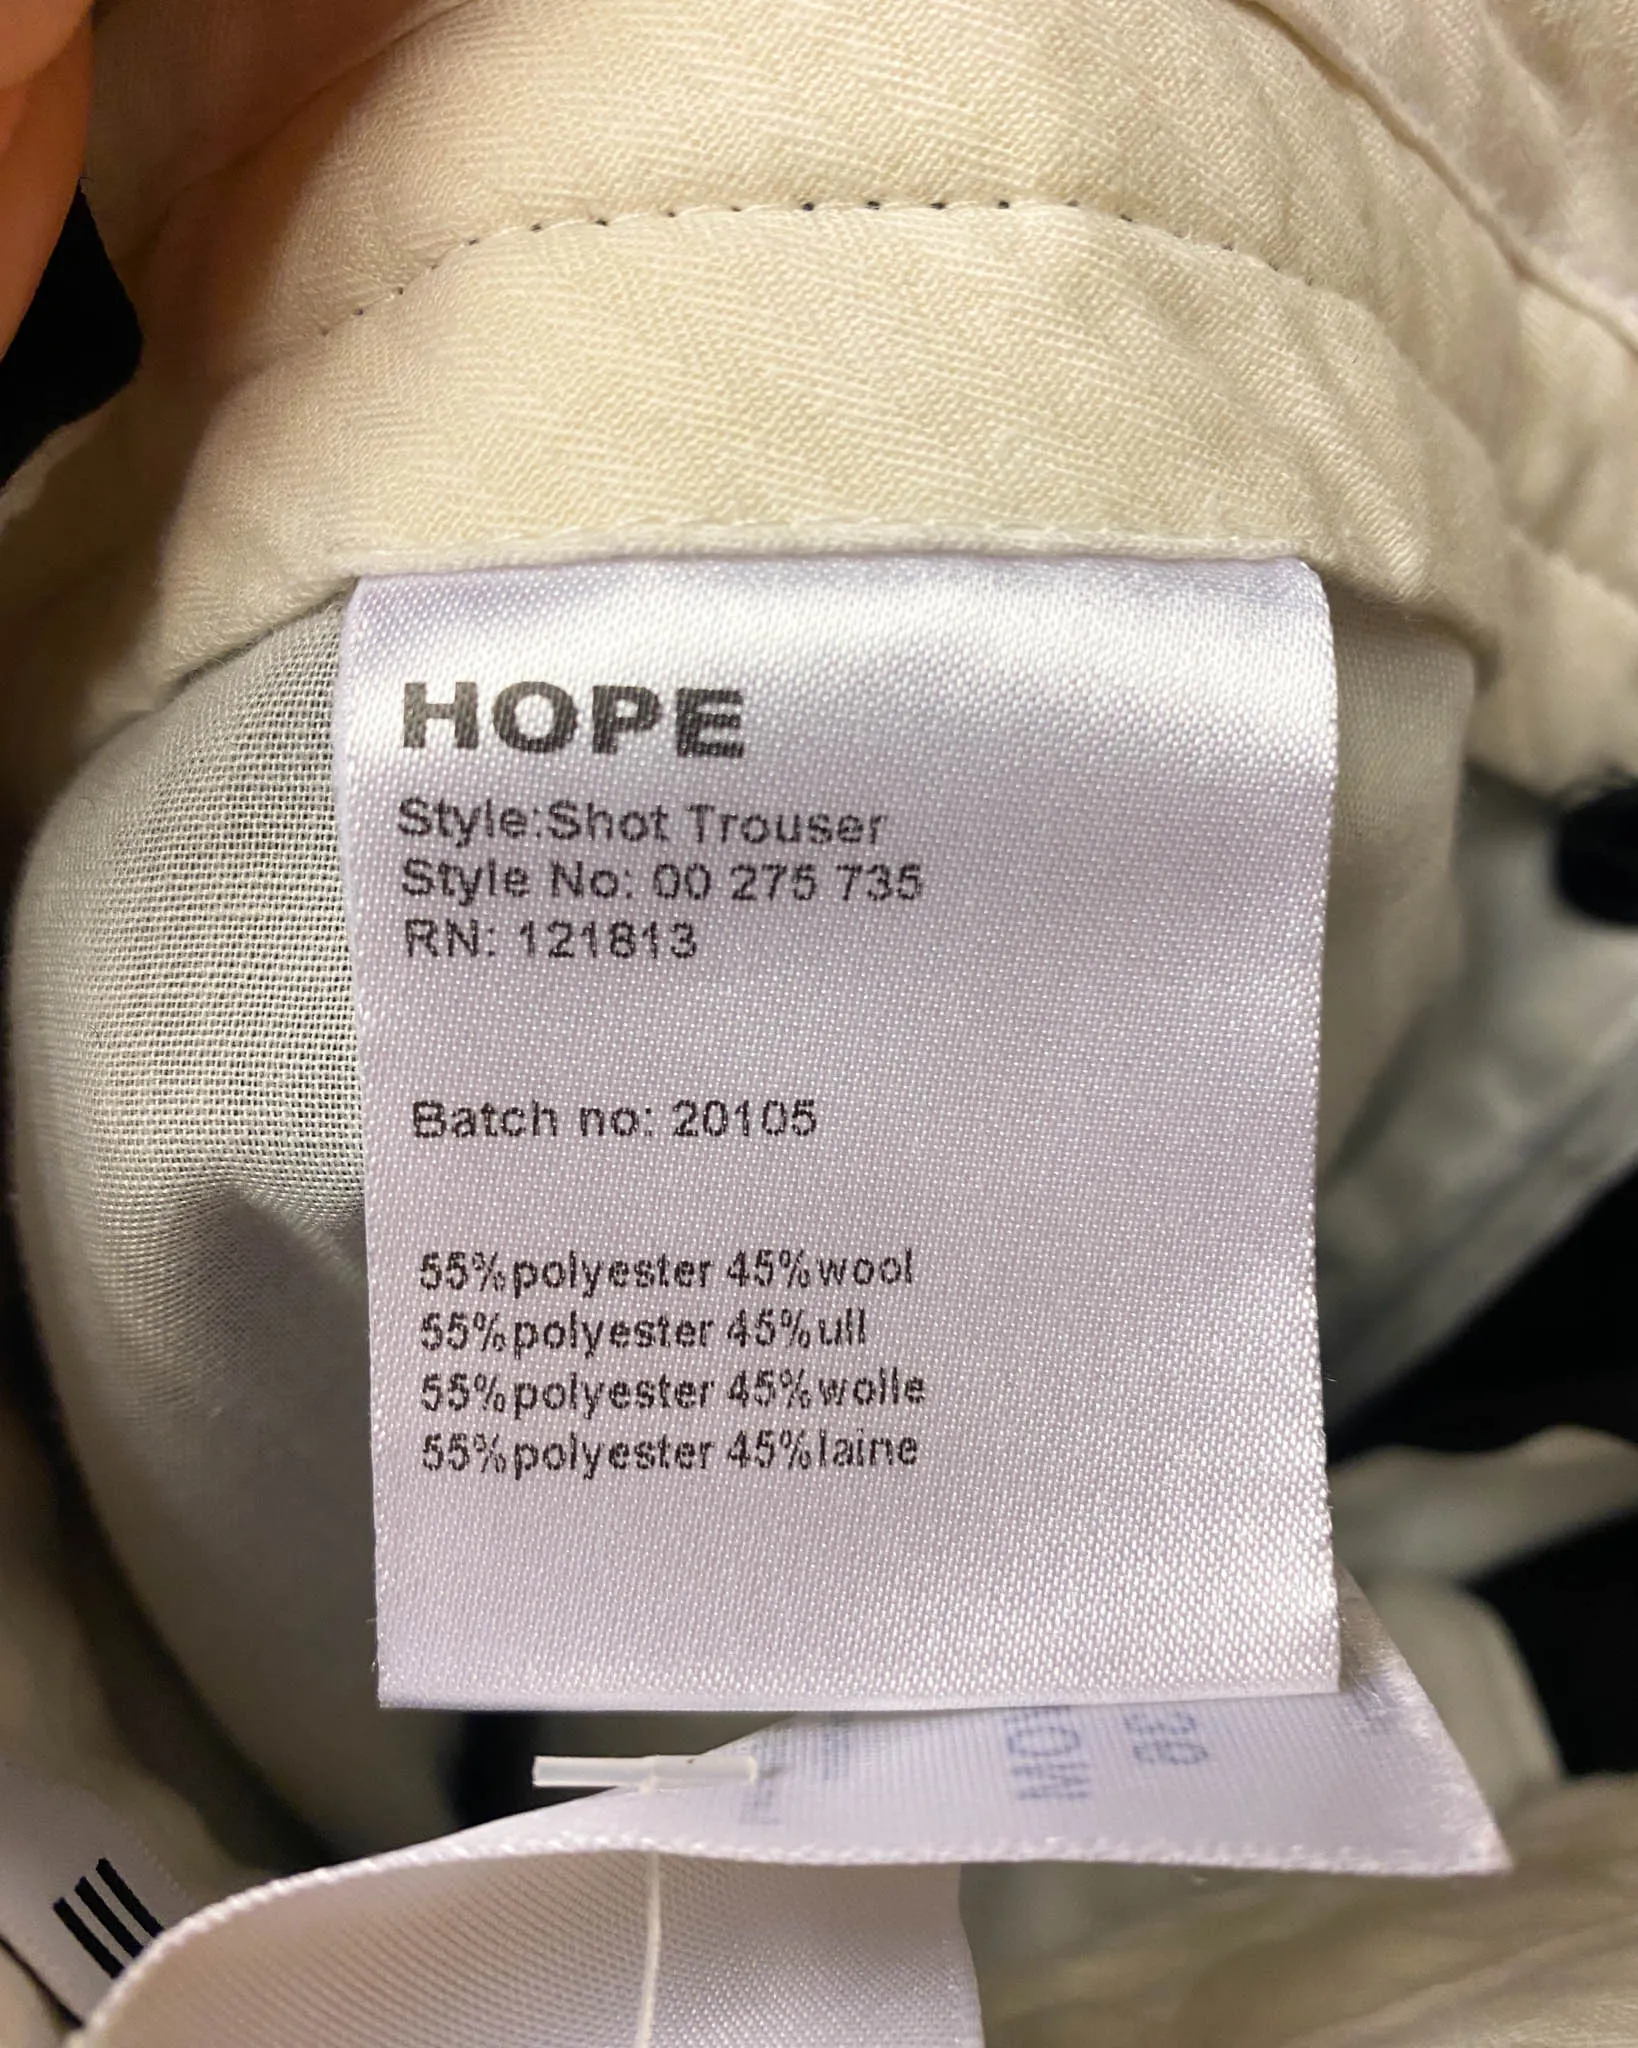 HOPE
Style:Shot Trouser
Style No: 00 275 735
RN: 121813
Batch no: 20105
55%polyester 45%wool
55%polyester 45%ull
55%polyester 45%wolle
55%polyester 45%laine